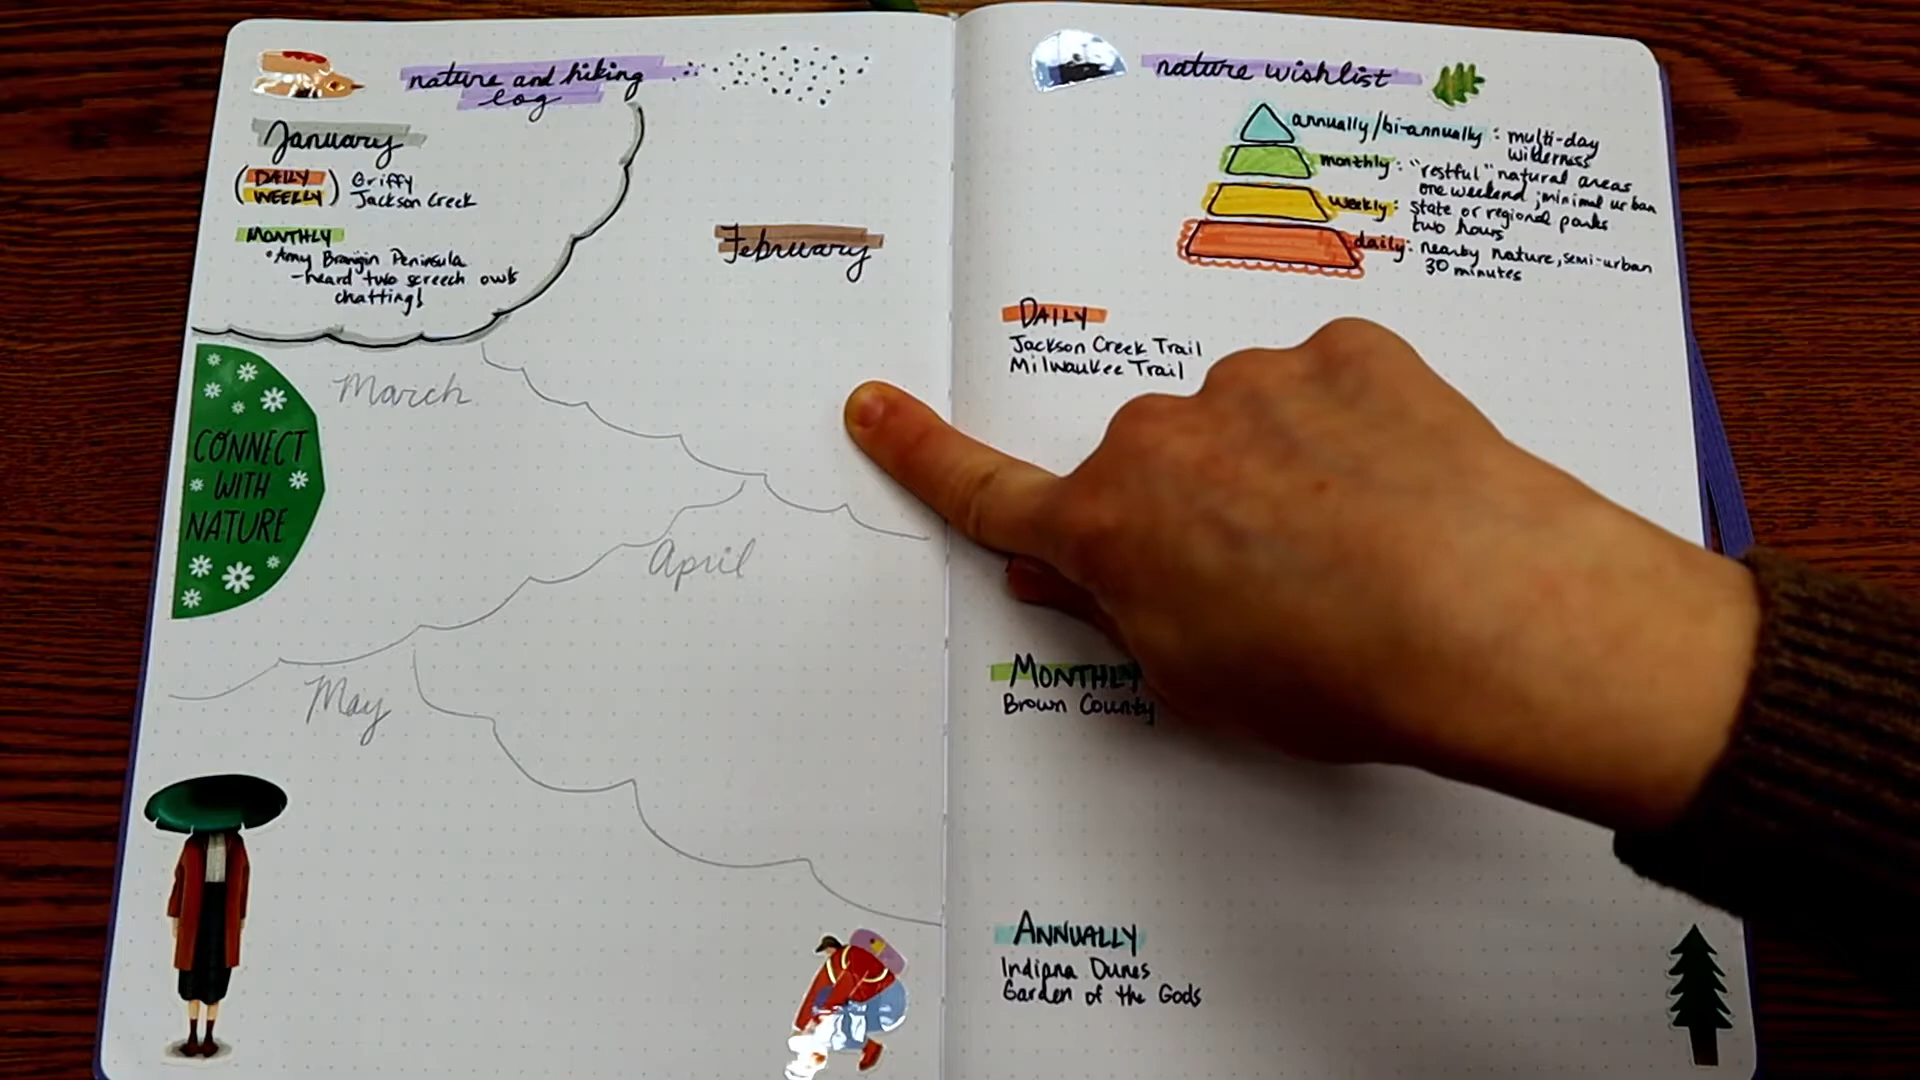 nature and hiking
log
January
(DAILY) Griffy
(WEEKLY) Jackson Creek
MONTHLY
• Amy Brangin Peninsula
- heard two screech owls
chatting!
February
March
CONNECT
WITH
NATURE
April
May
nature wishlist
annually/bi-annually: multi-day
wilderness
monthly: "restful" natural areas
one weekend; minimal urban
weekly: state or regional parks
two hours
daily: nearby nature, semi-urban
30 minutes
DAILY
Jackson Creek Trail
Milwaukee Trail
MONTHLY
Brown County
ANNUALLY
Indiana Dunes
Garden of the Gods